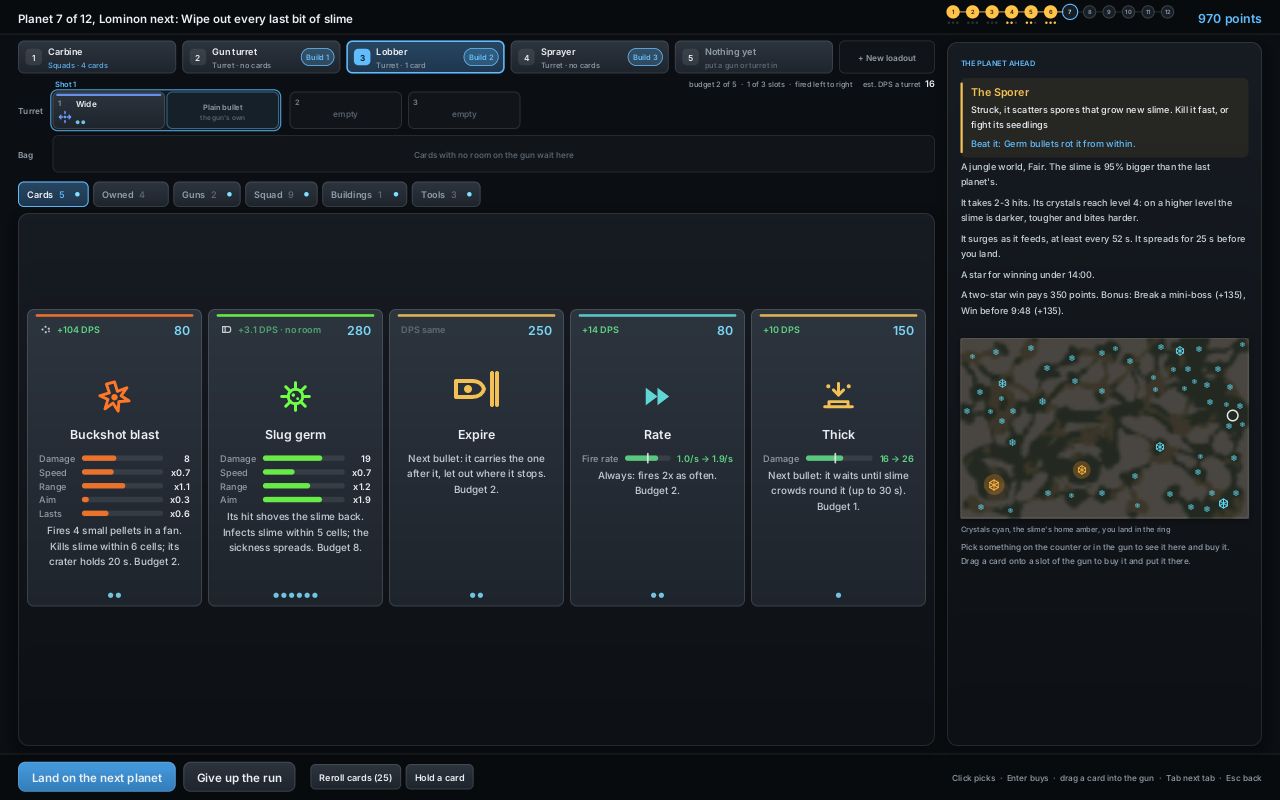 Planet 7 of 12, Lominon next: Wipe out every last bit of slime
1 2 3 4 5 6 7 8 9 10 11 12
970 points
1 Carbine
Squads · 4 cards
2 Gun turret
Turret · no cards
Build 1
3 Lobber
Turret · 1 card
Build 2
4 Sprayer
Turret · no cards
Build 3
5 Nothing yet
put a gun or turret in
+ New loadout
Shot 1
budget 2 of 5 · 1 of 3 slots · fired left to right est. DPS a turret 16
Turret
1 Wide
Plain bullet
the gun's own
2
empty
3
empty
Bag
Cards with no room on the gun wait here
Cards 5
Owned 4
Guns 2
Squad 9
Buildings 1
Tools 3
+104 DPS 80
Buckshot blast
Damage 8
Speed x0.7
Range x1.1
Aim x0.3
Lasts x0.6
Fires 4 small pellets in a fan.
Kills slime within 6 cells; its
crater holds 20 s. Budget 2.
+3.1 DPS · no room 280
Slug germ
Damage 19
Speed x0.7
Range x1.2
Aim x1.9
Its hit shoves the slime back.
Infects slime within 5 cells; the
sickness spreads. Budget 8.
DPS same 250
Expire
Next bullet: it carries the one
after it, let out where it stops.
Budget 2.
+14 DPS 80
Rate
Fire rate 1.0/s → 1.9/s
Always: fires 2x as often.
Budget 2.
+10 DPS 150
Thick
Damage 16 → 26
Next bullet: it waits until slime
crowds round it (up to 30 s).
Budget 1.
THE PLANET AHEAD
The Sporer
Struck, it scatters spores that grow new slime. Kill it fast, or
fight its seedlings
Beat it: Germ bullets rot it from within.
A jungle world, Fair. The slime is 95% bigger than the last
planet's.
It takes 2-3 hits. Its crystals reach level 4: on a higher level the
slime is darker, tougher and bites harder.
It surges as it feeds, at least every 52 s. It spreads for 25 s before
you land.
A star for winning under 14:00.
A two-star win pays 350 points. Bonus: Break a mini-boss (+135),
Win before 9:48 (+135).
Crystals cyan, the slime's home amber, you land in the ring
Pick something on the counter or in the gun to see it here and buy it.
Drag a card onto a slot of the gun to buy it and put it there.
Land on the next planet
Give up the run
Reroll cards (25)
Hold a card
Click picks · Enter buys · drag a card into the gun · Tab next tab · Esc back